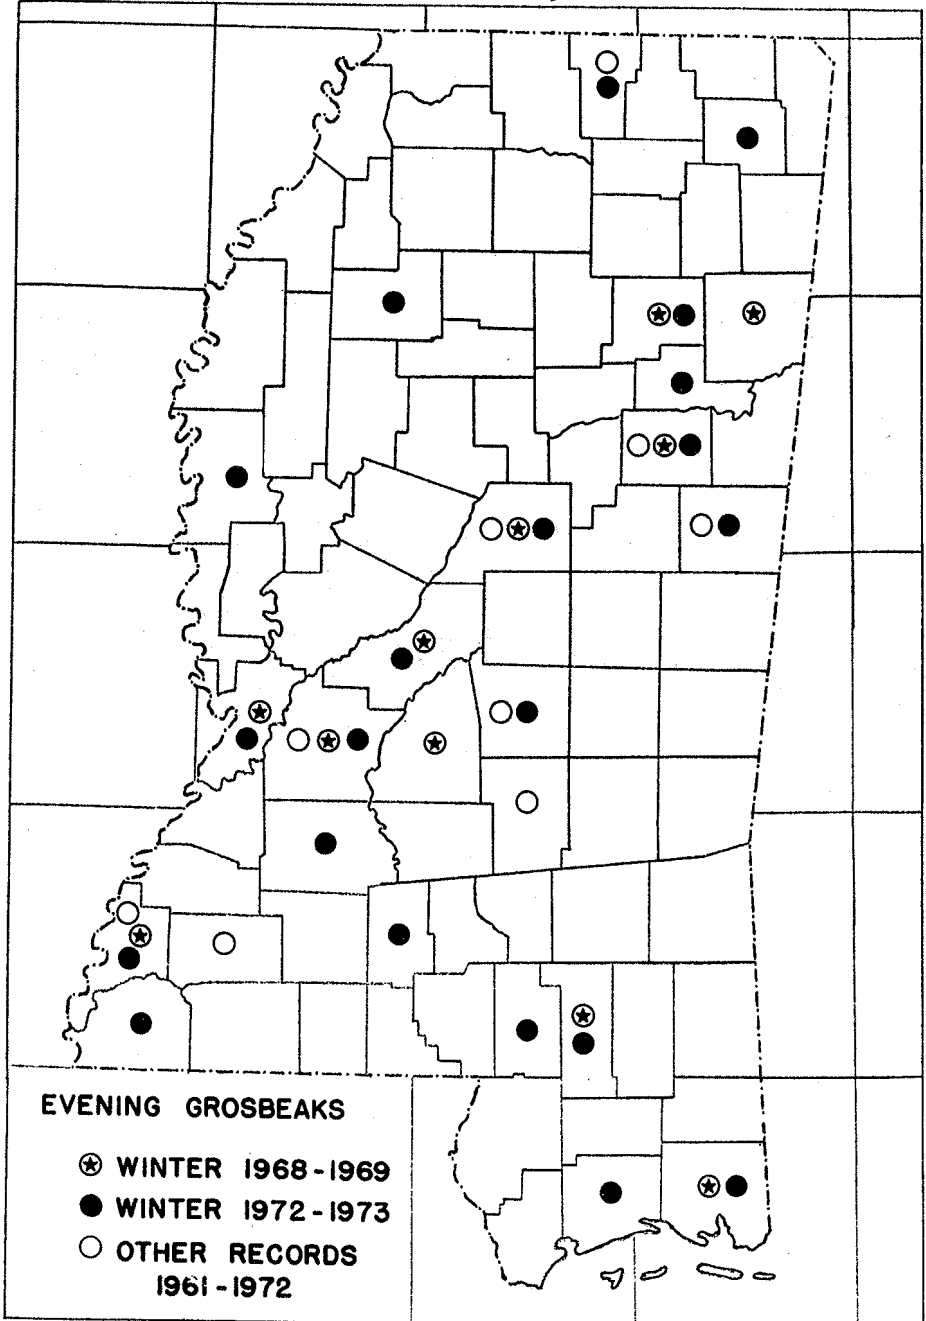 EVENING GROSBEAKS
WINTER 1968-1969
WINTER 1972-1973
OTHER RECORDS
1961-1972